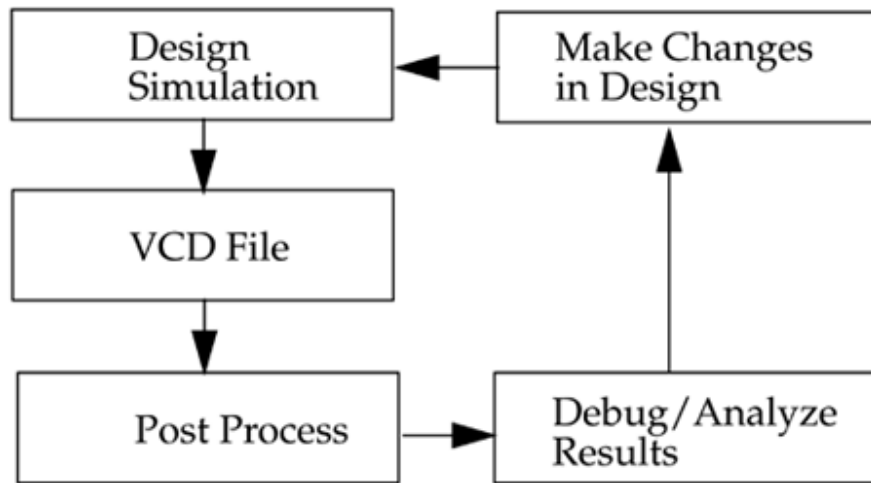 Design
Simulation
Make Changes
in Design
VCD File
Post Process
Debug/Analyze
Results